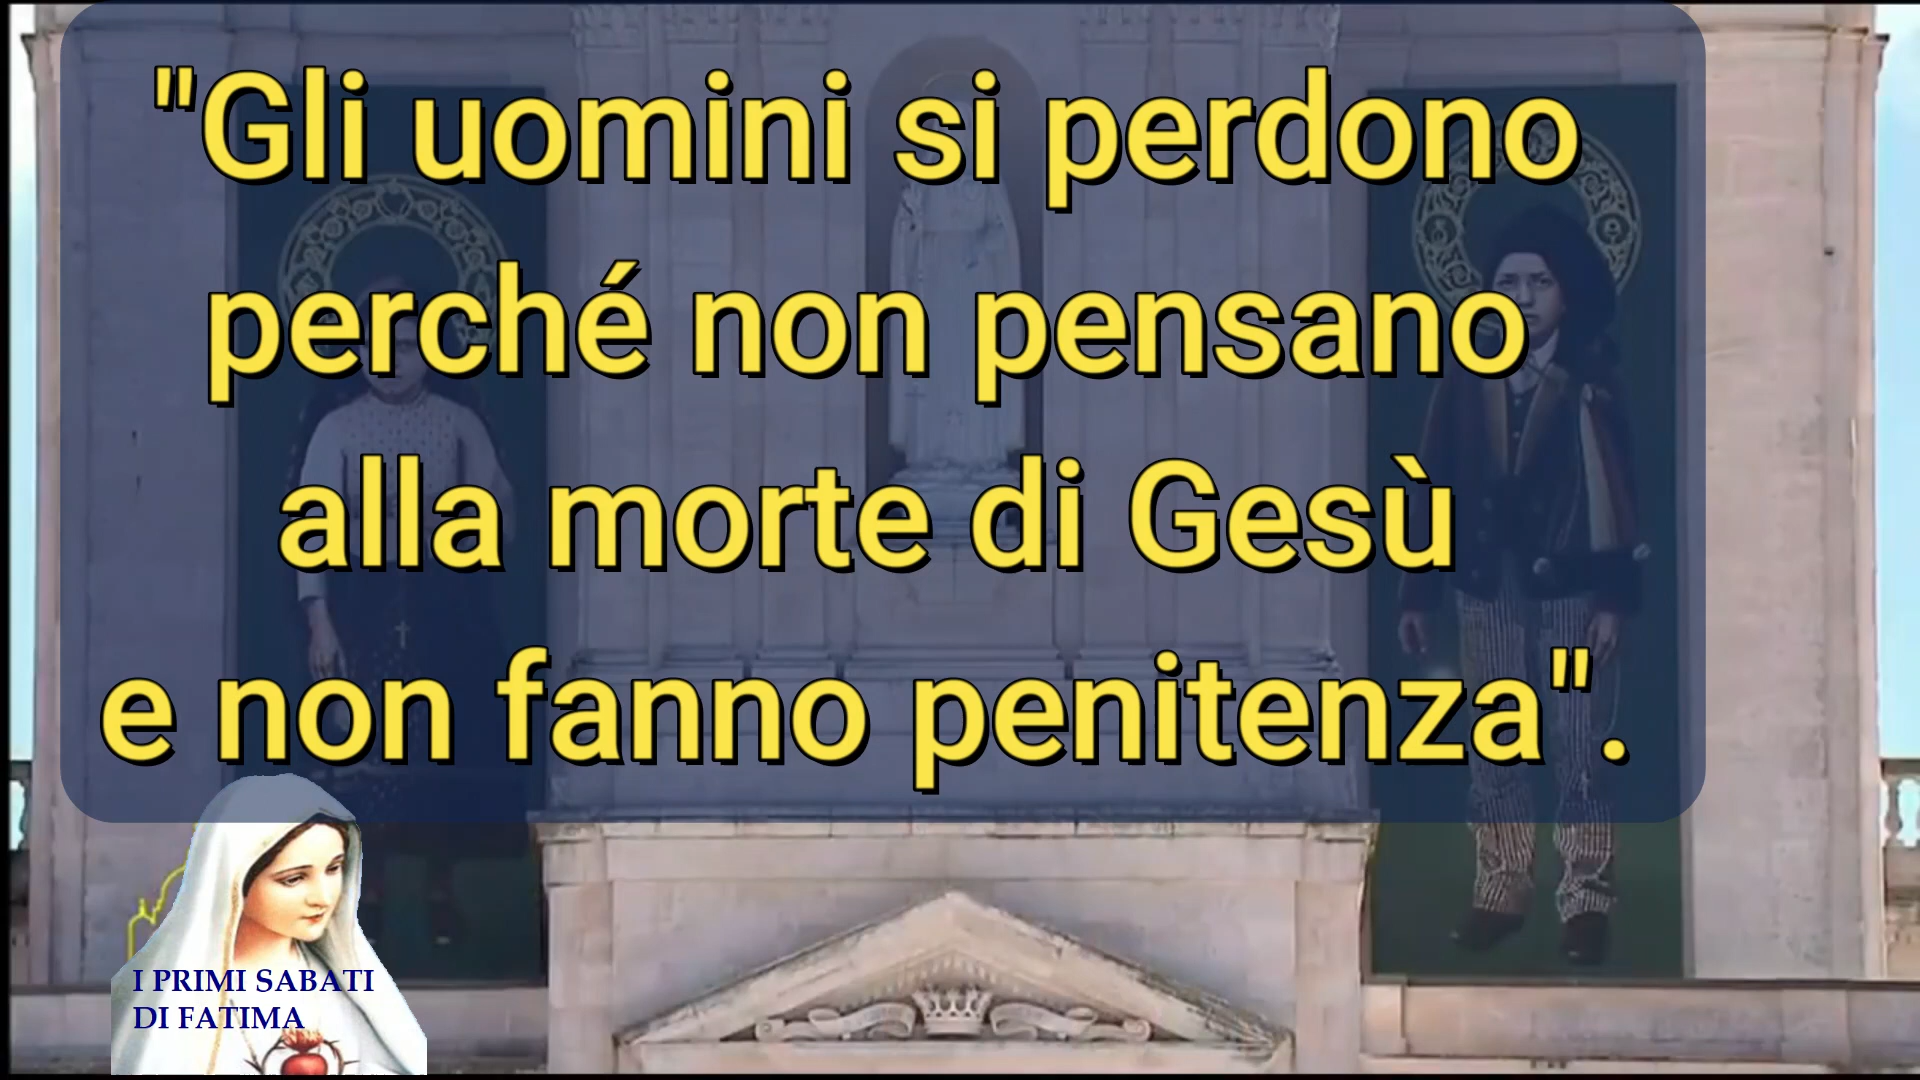 "Gli uomini si perdono
perché non pensano
alla morte di Gesù
e non fanno penitenza".
I PRIMI SABATI
DI FATIMA